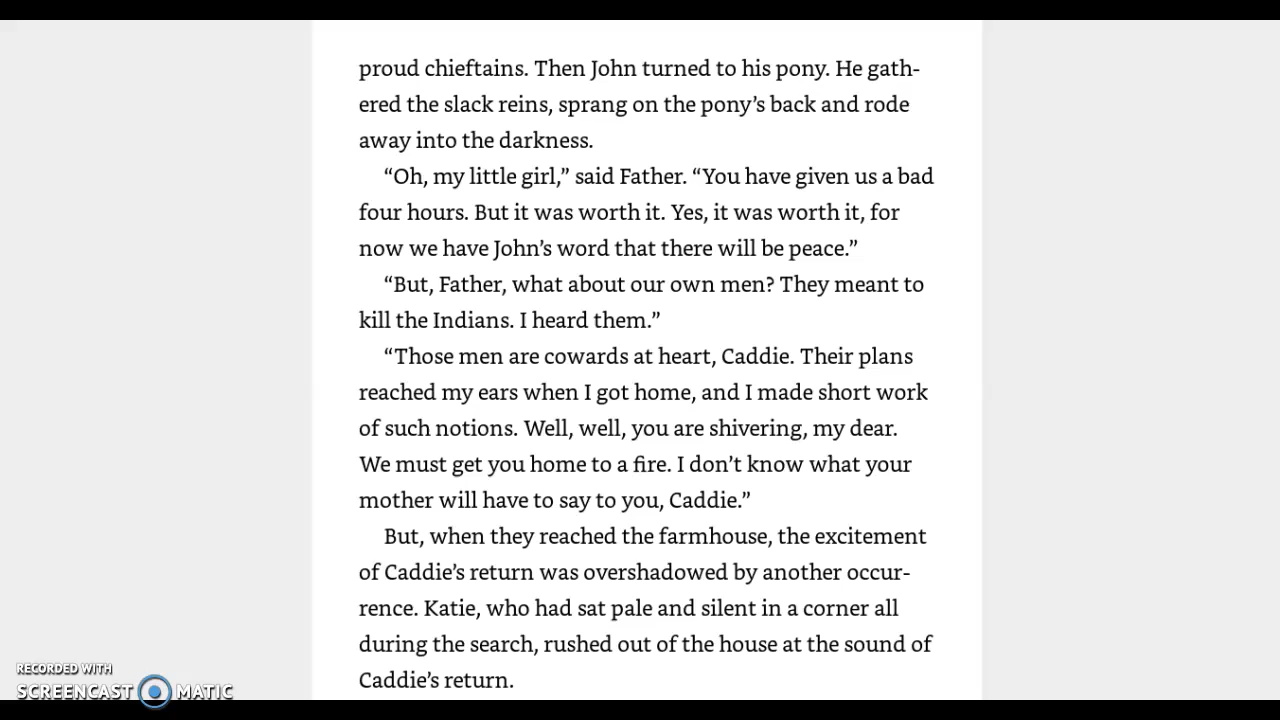 proud chieftains. Then John turned to his pony. He gath-
ered the slack reins, sprang on the pony’s back and rode
away into the darkness.
“Oh, my little girl,” said Father. “You have given us a bad
four hours. But it was worth it. Yes, it was worth it, for
now we have John’s word that there will be peace.”
“But, Father, what about our own men? They meant to
kill the Indians. I heard them.”
“Those men are cowards at heart, Caddie. Their plans
reached my ears when I got home, and I made short work
of such notions. Well, well, you are shivering, my dear.
We must get you home to a fire. I don’t know what your
mother will have to say to you, Caddie.”
But, when they reached the farmhouse, the excitement
of Caddie’s return was overshadowed by another occur-
rence. Katie, who had sat pale and silent in a corner all
during the search, rushed out of the house at the sound of
Caddie’s return.
RECORDED WITH
SCREENCAST MATIC